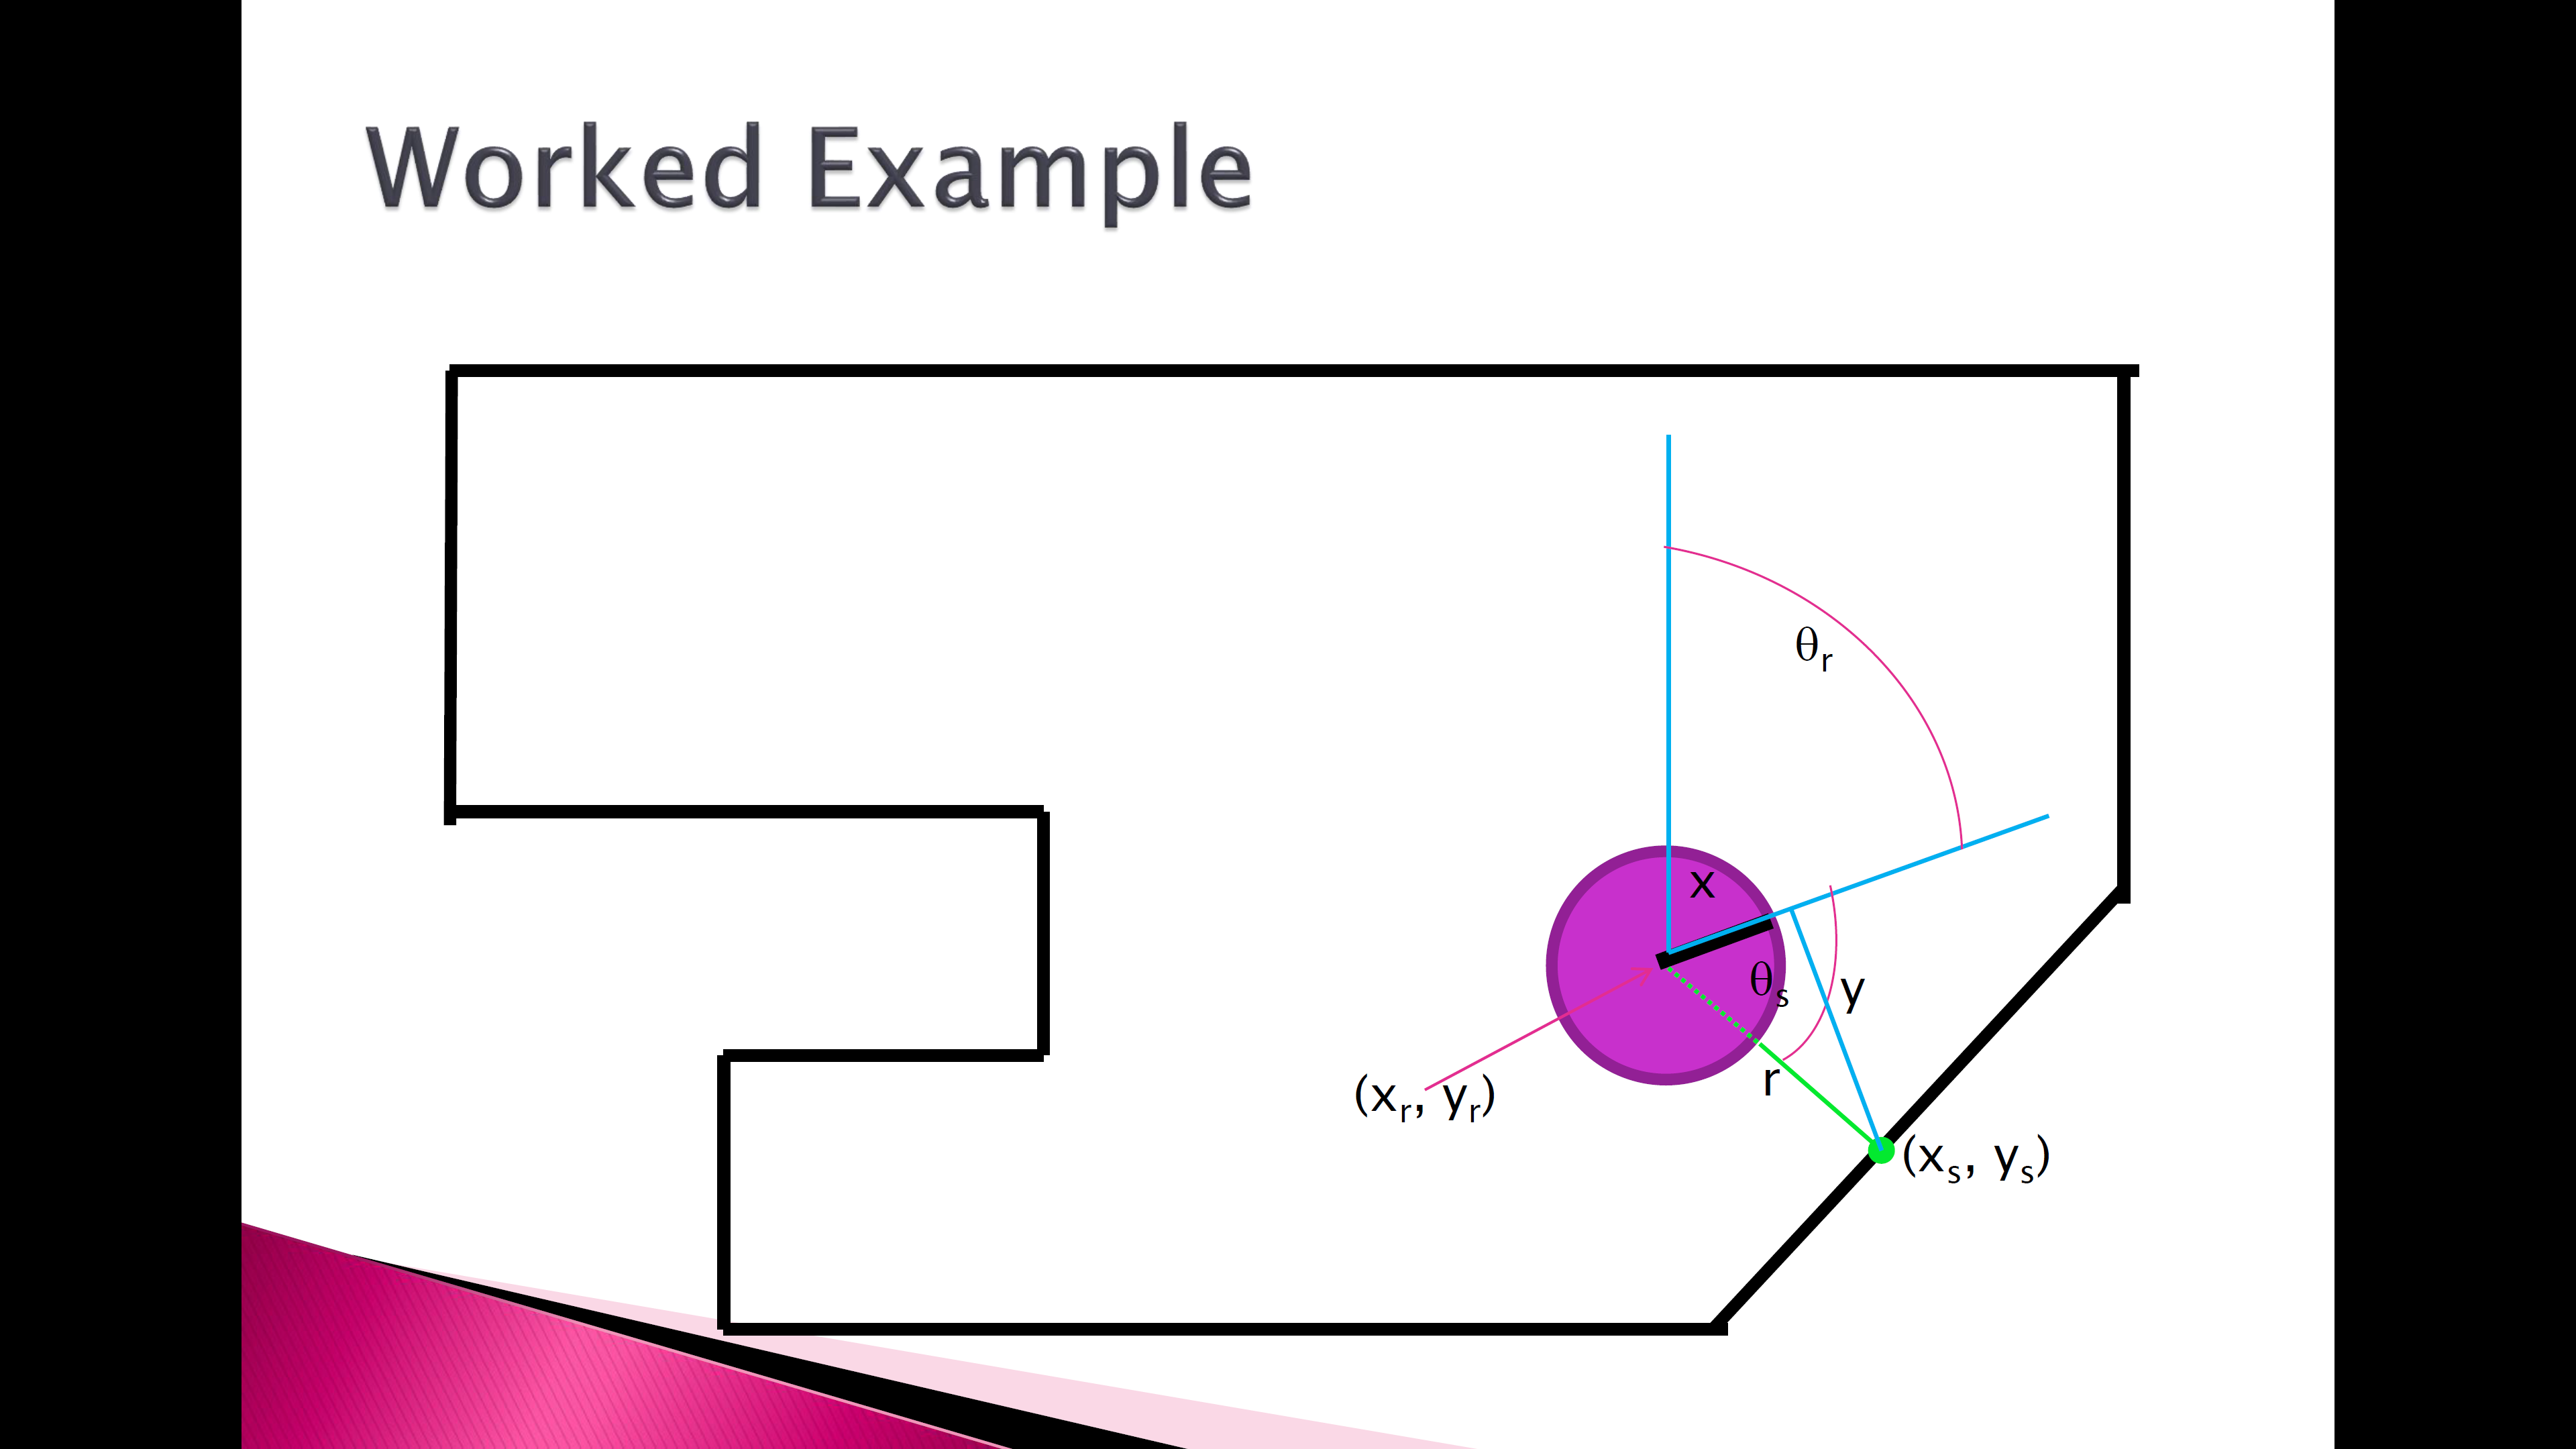 Worked Example
θr
x
θs
y
r
(xr, yr)
(xs, ys)